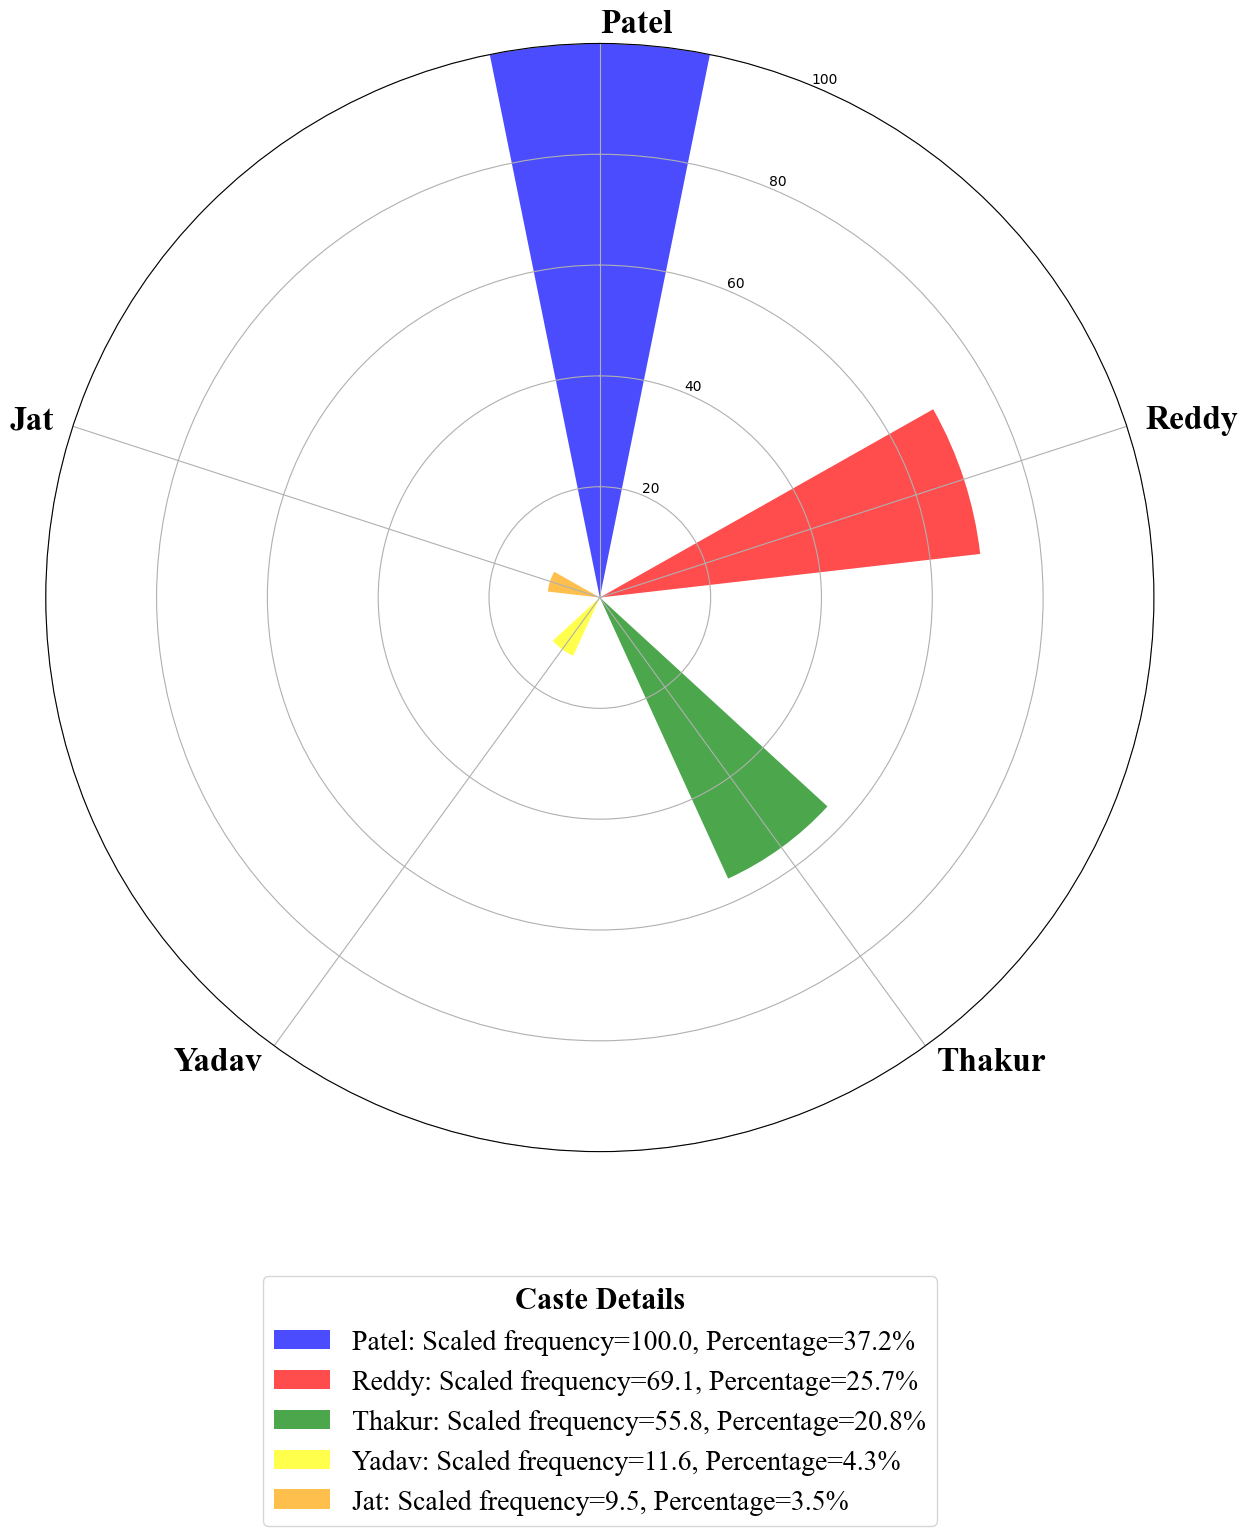 Patel
100
80
60
40
20
Jat
Reddy
Yadav
Thakur
Caste Details
Patel: Scaled frequency=100.0, Percentage=37.2%
Reddy: Scaled frequency=69.1, Percentage=25.7%
Thakur: Scaled frequency=55.8, Percentage=20.8%
Yadav: Scaled frequency=11.6, Percentage=4.3%
Jat: Scaled frequency=9.5, Percentage=3.5%